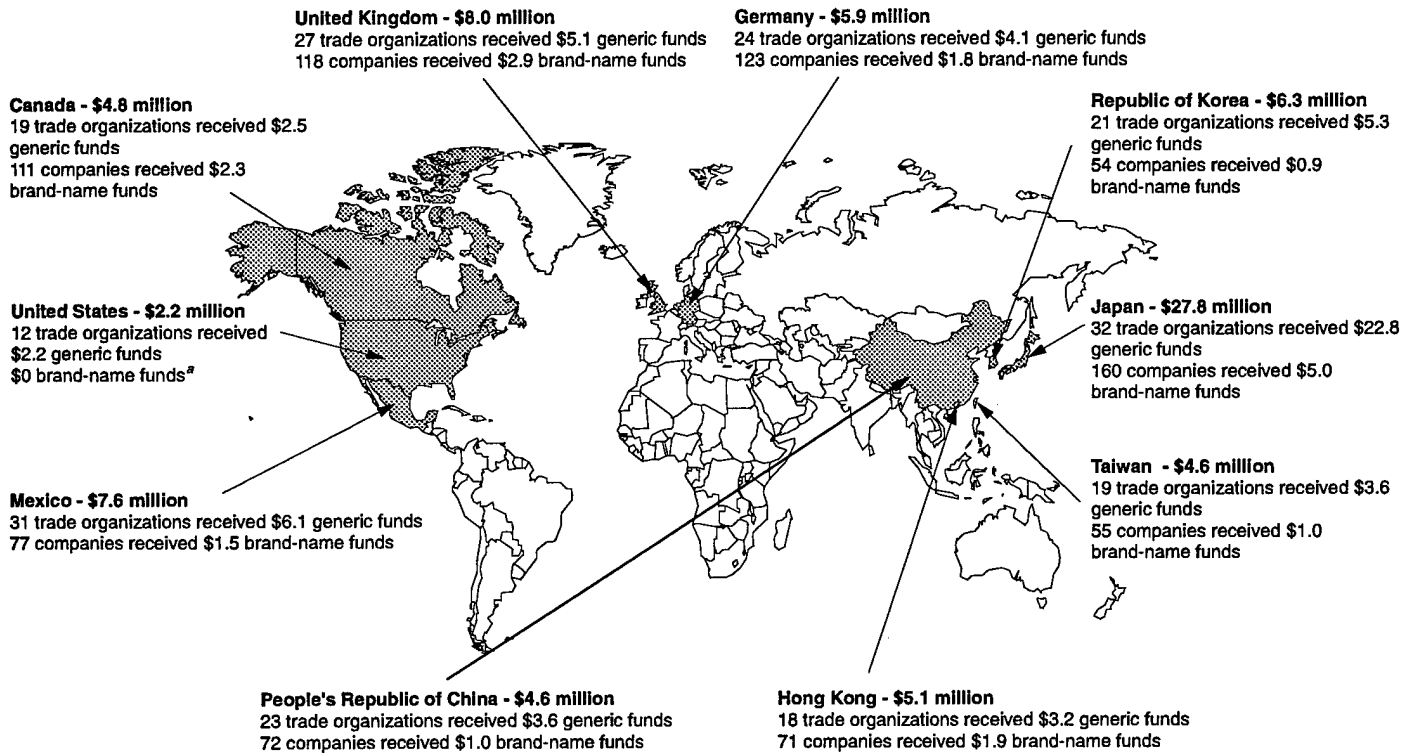 United Kingdom - $8.0 million
27 trade organizations received $5.1 generic funds
118 companies received $2.9 brand-name funds
Germany - $5.9 million
24 trade organizations received $4.1 generic funds
123 companies received $1.8 brand-name funds
Canada - $4.8 million
19 trade organizations received $2.5
generic funds
111 companies received $2.3
brand-name funds
Republic of Korea - $6.3 million
21 trade organizations received $5.3
generic funds
54 companies received $0.9
brand-name funds
United States - $2.2 million
12 trade organizations received
$2.2 generic funds
$0 brand-name fundsª
Japan - $27.8 million
32 trade organizations received $22.8
generic funds
160 companies received $5.0
brand-name funds
Mexico - $7.6 million
31 trade organizations received $6.1 generic funds
77 companies received $1.5 brand-name funds
Taiwan - $4.6 million
19 trade organizations received $3.6
generic funds
55 companies received $1.0
brand-name funds
People's Republic of China - $4.6 million
23 trade organizations received $3.6 generic funds
72 companies received $1.0 brand-name funds
Hong Kong - $5.1 million
18 trade organizations received $3.2 generic funds
71 companies received $1.9 brand-name funds